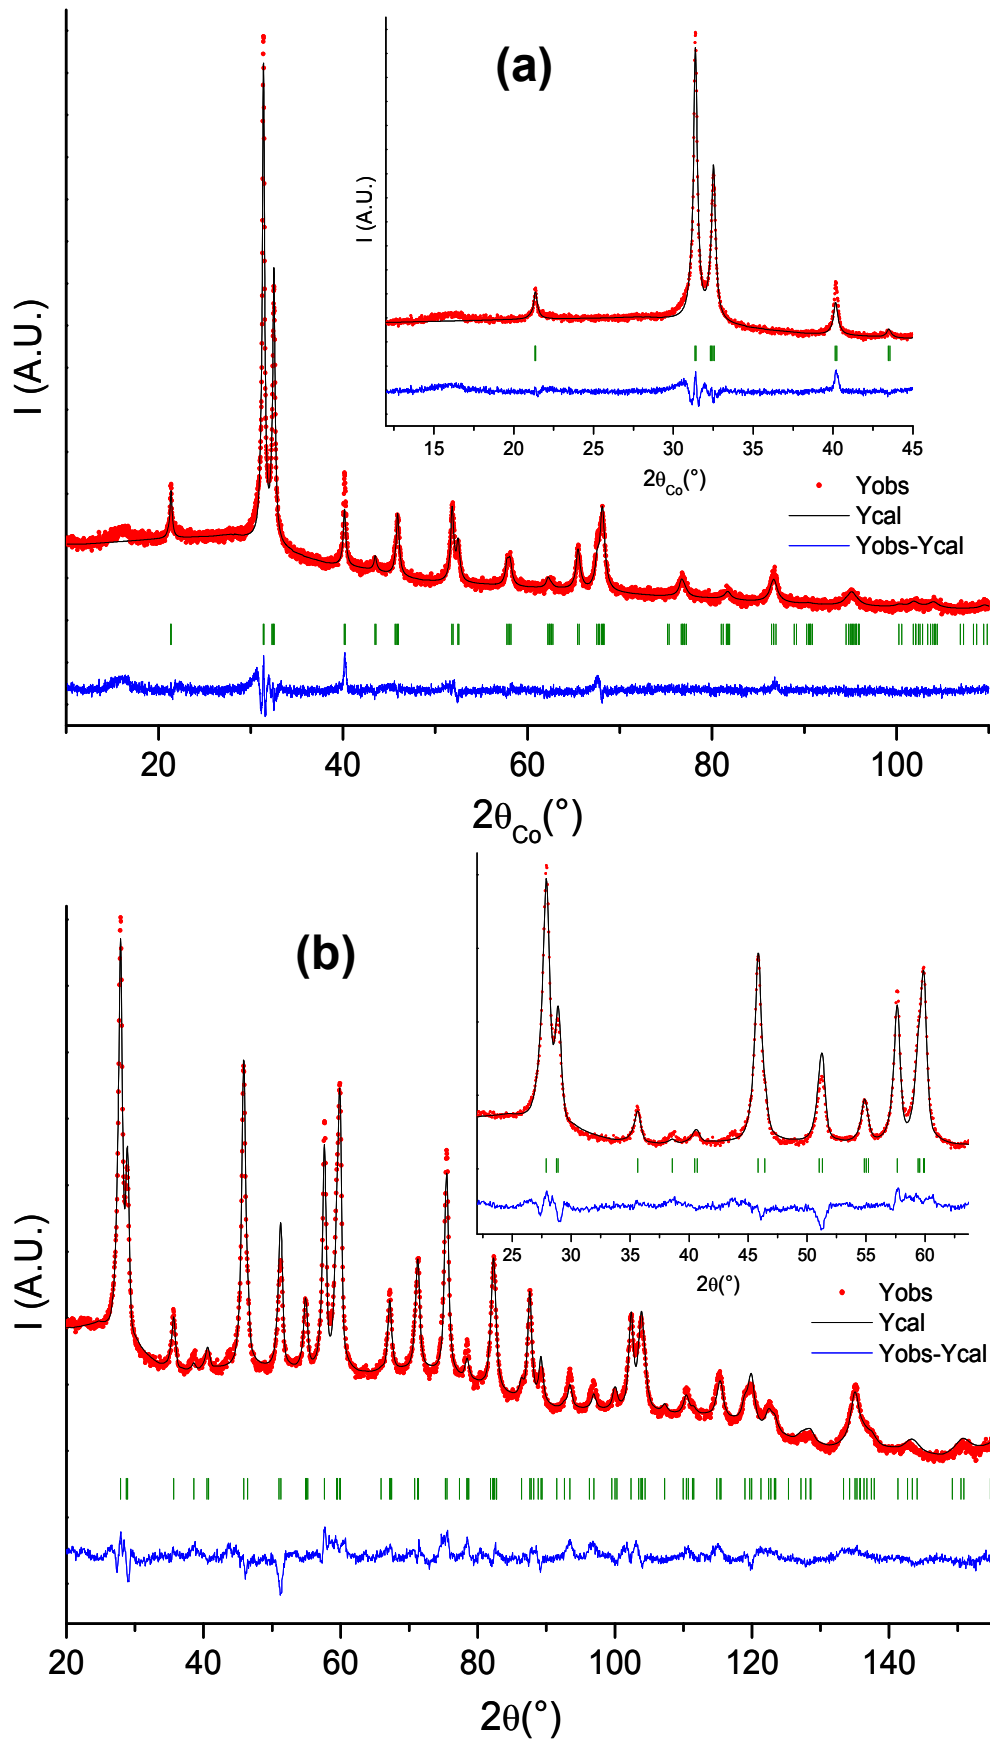 (a)
I (A.U.)
I (A.U.)
15 20 25 30 35 40 45
2θCo(°)
Yobs
Ycal
Yobs-Ycal
20 40 60 80 100
2θCo(°)
(b)
I (A.U.)
25 30 35 40 45 50 55 60
2θ(°)
Yobs
Ycal
Yobs-Ycal
20 40 60 80 100 120 140
2θ(°)